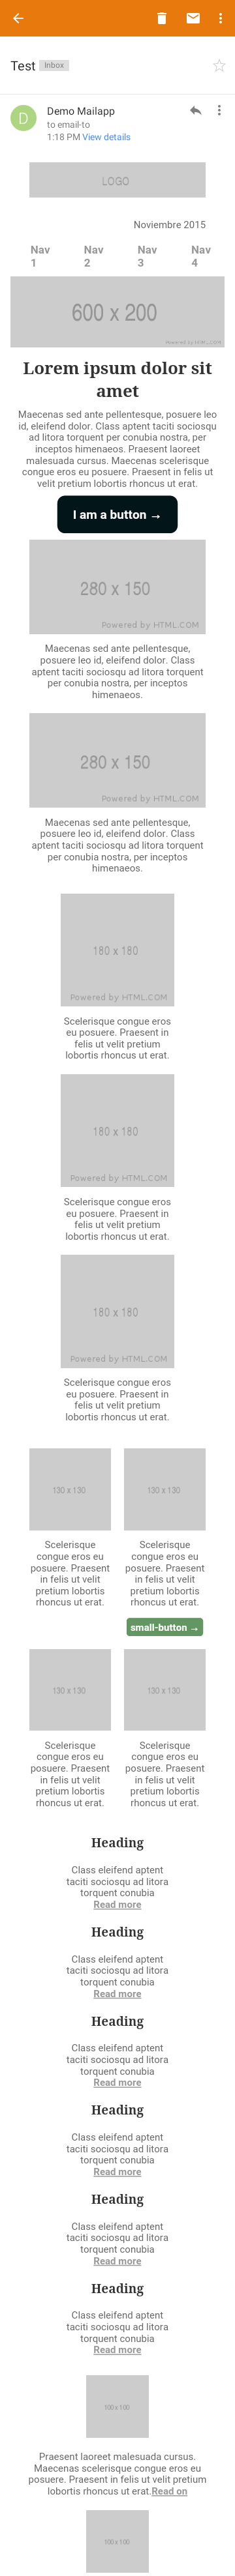 Test Inbox
D
Demo Mailapp
to email-to
1:18 PM View details
LOGO
Noviembre 2015
Nav Nav Nav Nav
1 2 3 4
600 x 200
Powered by HTML.COM
Lorem ipsum dolor sit
amet
Maecenas sed ante pellentesque, posuere leo
id, eleifend dolor. Class aptent taciti sociosqu
ad litora torquent per conubia nostra, per
inceptos himenaeos. Praesent laoreet
malesuada cursus. Maecenas scelerisque
congue eros eu posuere. Praesent in felis ut
velit pretium lobortis rhoncus ut erat.
I am a button →
280 x 150
Powered by HTML.COM
Maecenas sed ante pellentesque,
posuere leo id, eleifend dolor. Class
aptent taciti sociosqu ad litora torquent
per conubia nostra, per inceptos
himenaeos.
280 x 150
Powered by HTML.COM
Maecenas sed ante pellentesque,
posuere leo id, eleifend dolor. Class
aptent taciti sociosqu ad litora torquent
per conubia nostra, per inceptos
himenaeos.
180 x 180
Powered by HTML.COM
Scelerisque congue eros
eu posuere. Praesent in
felis ut velit pretium
lobortis rhoncus ut erat.
180 x 180
Powered by HTML.COM
Scelerisque congue eros
eu posuere. Praesent in
felis ut velit pretium
lobortis rhoncus ut erat.
180 x 180
Powered by HTML.COM
Scelerisque congue eros
eu posuere. Praesent in
felis ut velit pretium
lobortis rhoncus ut erat.
130 x 130
Scelerisque
congue eros eu
posuere. Praesent
in felis ut velit
pretium lobortis
rhoncus ut erat.
130 x 130
Scelerisque
congue eros eu
posuere. Praesent
in felis ut velit
pretium lobortis
rhoncus ut erat.
small-button →
130 x 130
Scelerisque
congue eros eu
posuere. Praesent
in felis ut velit
pretium lobortis
rhoncus ut erat.
130 x 130
Scelerisque
congue eros eu
posuere. Praesent
in felis ut velit
pretium lobortis
rhoncus ut erat.
Heading
Class eleifend aptent
taciti sociosqu ad litora
torquent conubia
Read more
Heading
Class eleifend aptent
taciti sociosqu ad litora
torquent conubia
Read more
Heading
Class eleifend aptent
taciti sociosqu ad litora
torquent conubia
Read more
Heading
Class eleifend aptent
taciti sociosqu ad litora
torquent conubia
Read more
Heading
Class eleifend aptent
taciti sociosqu ad litora
torquent conubia
Read more
Heading
Class eleifend aptent
taciti sociosqu ad litora
torquent conubia
Read more
100 x 100
Praesent laoreet malesuada cursus.
Maecenas scelerisque congue eros eu
posuere. Praesent in felis ut velit pretium
lobortis rhoncus ut erat.Read on
100 x 100